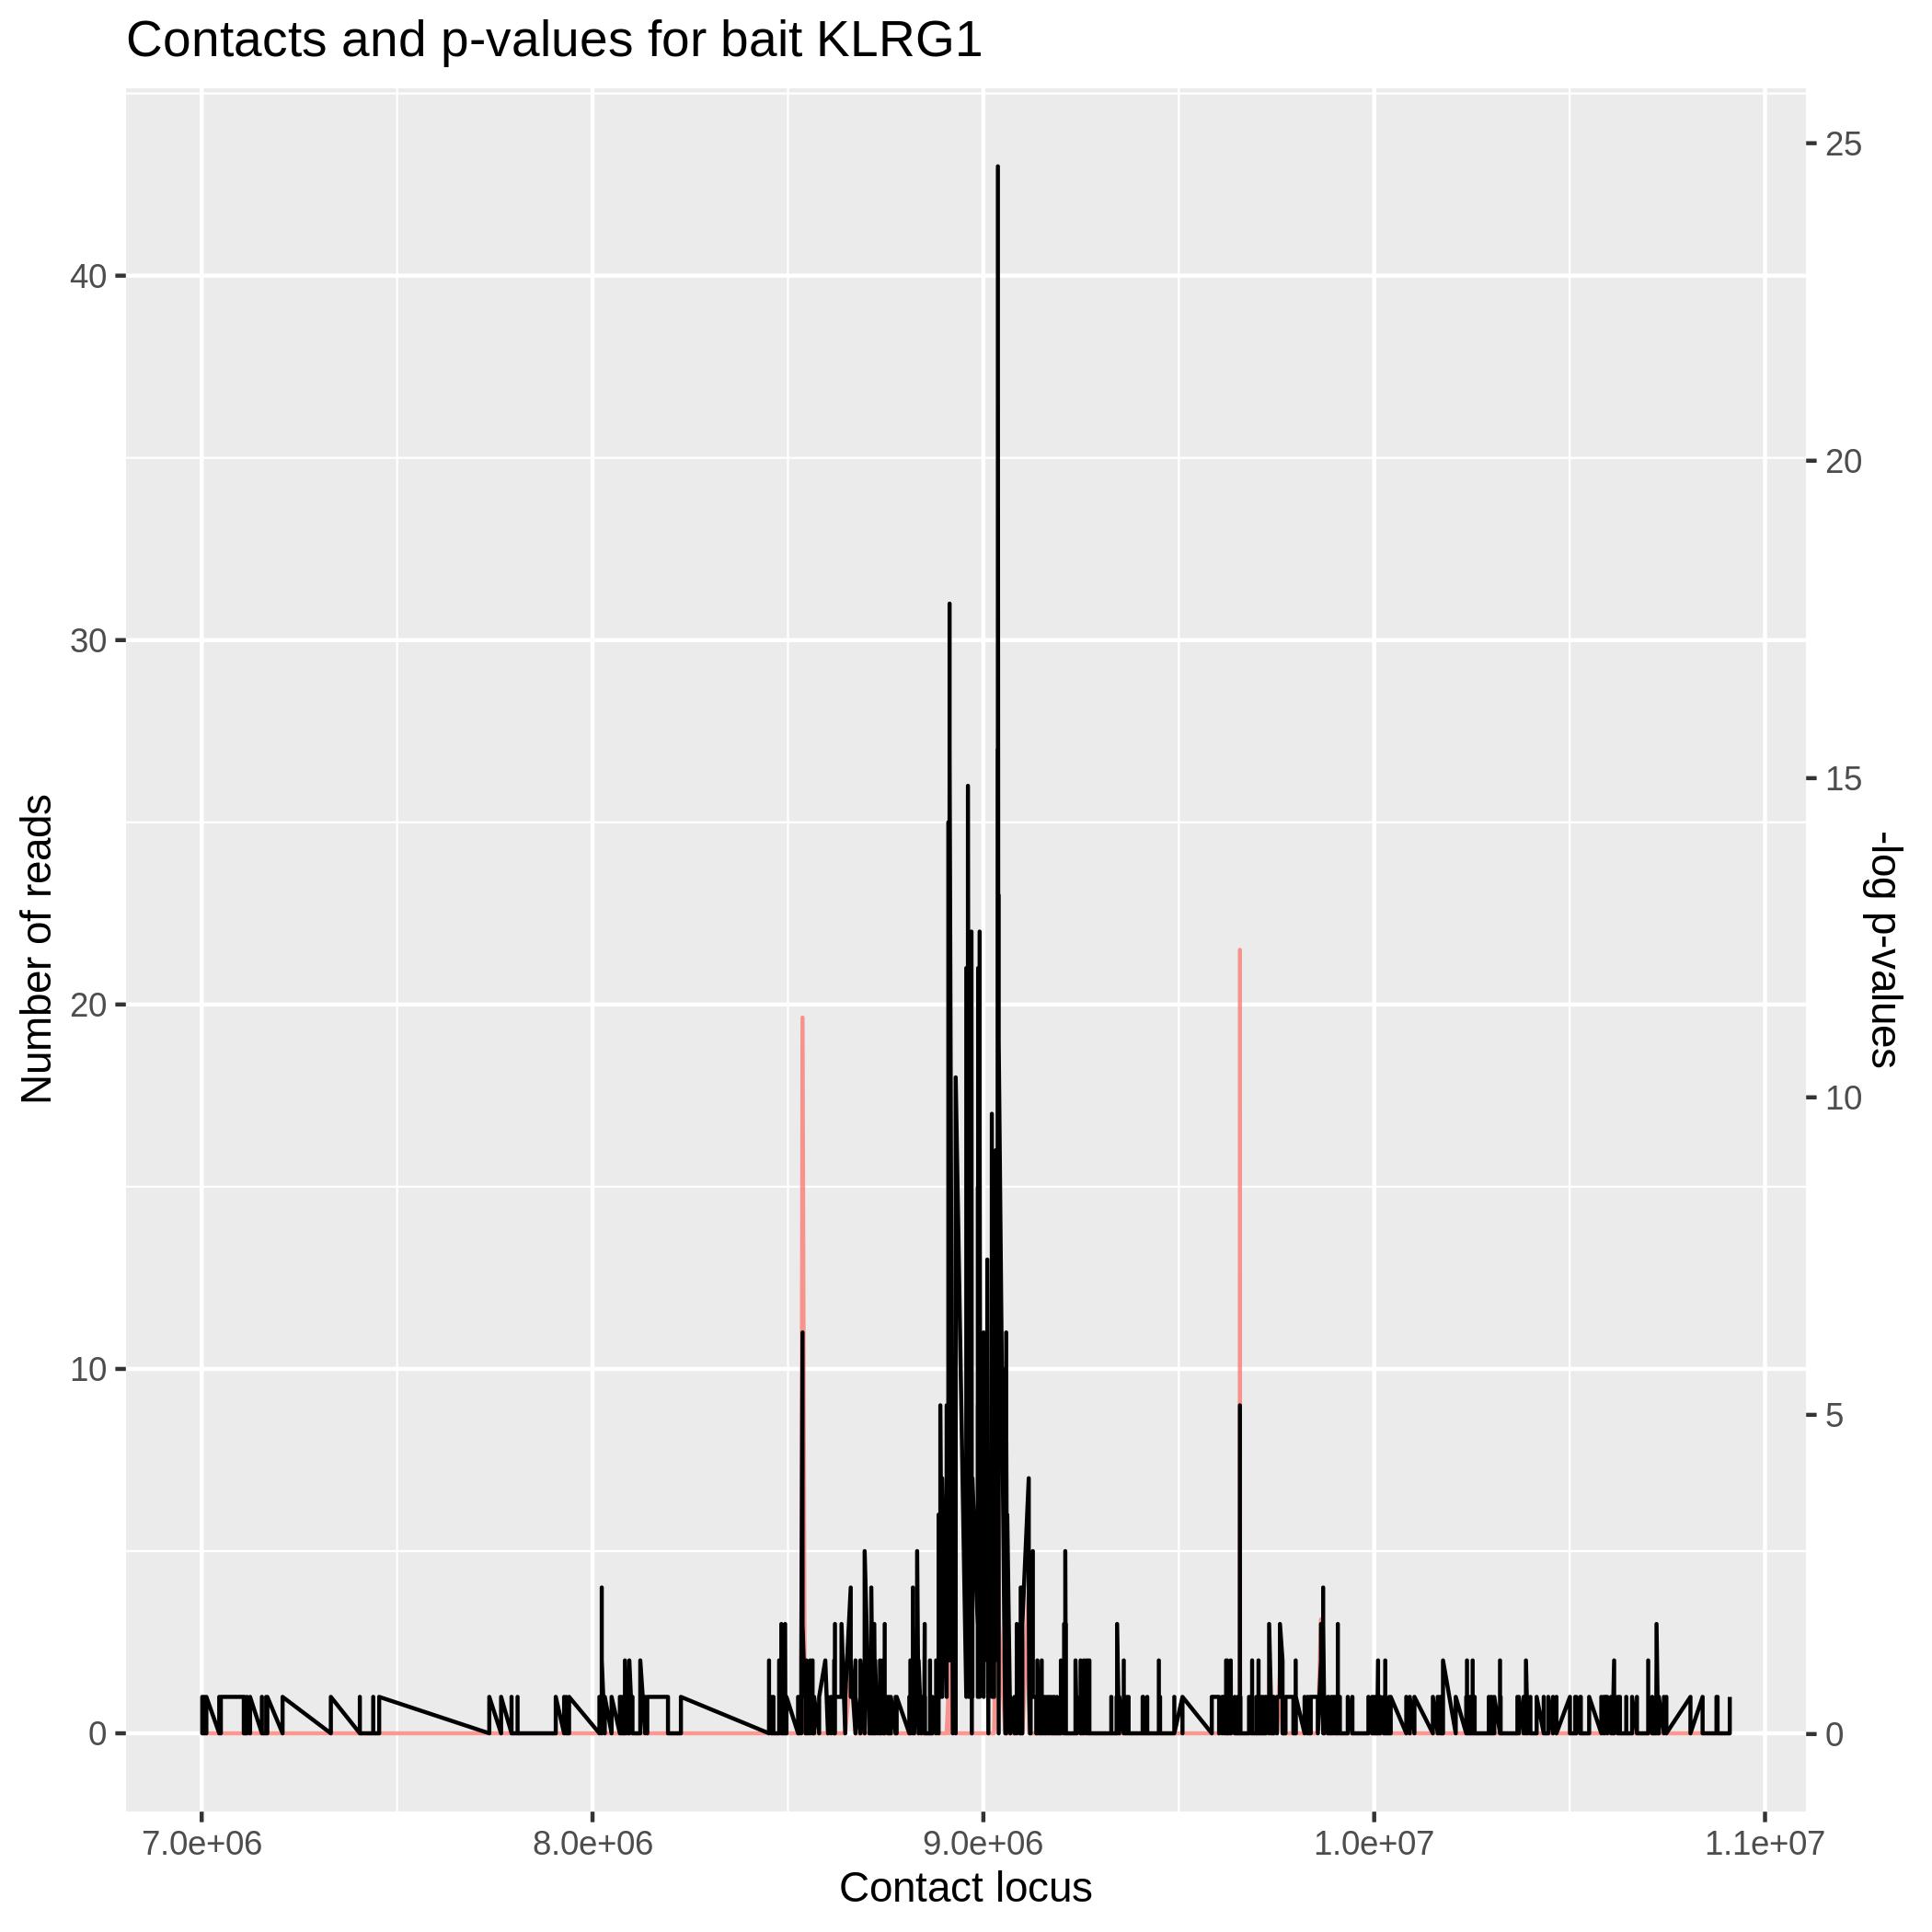 Contacts and p-values for bait KLRG1
Number of reads
40
30
20
10
0
25
20
15
10
5
0
-log p-values
7.0e+06
8.0e+06
9.0e+06
1.0e+07
1.1e+07
Contact locus